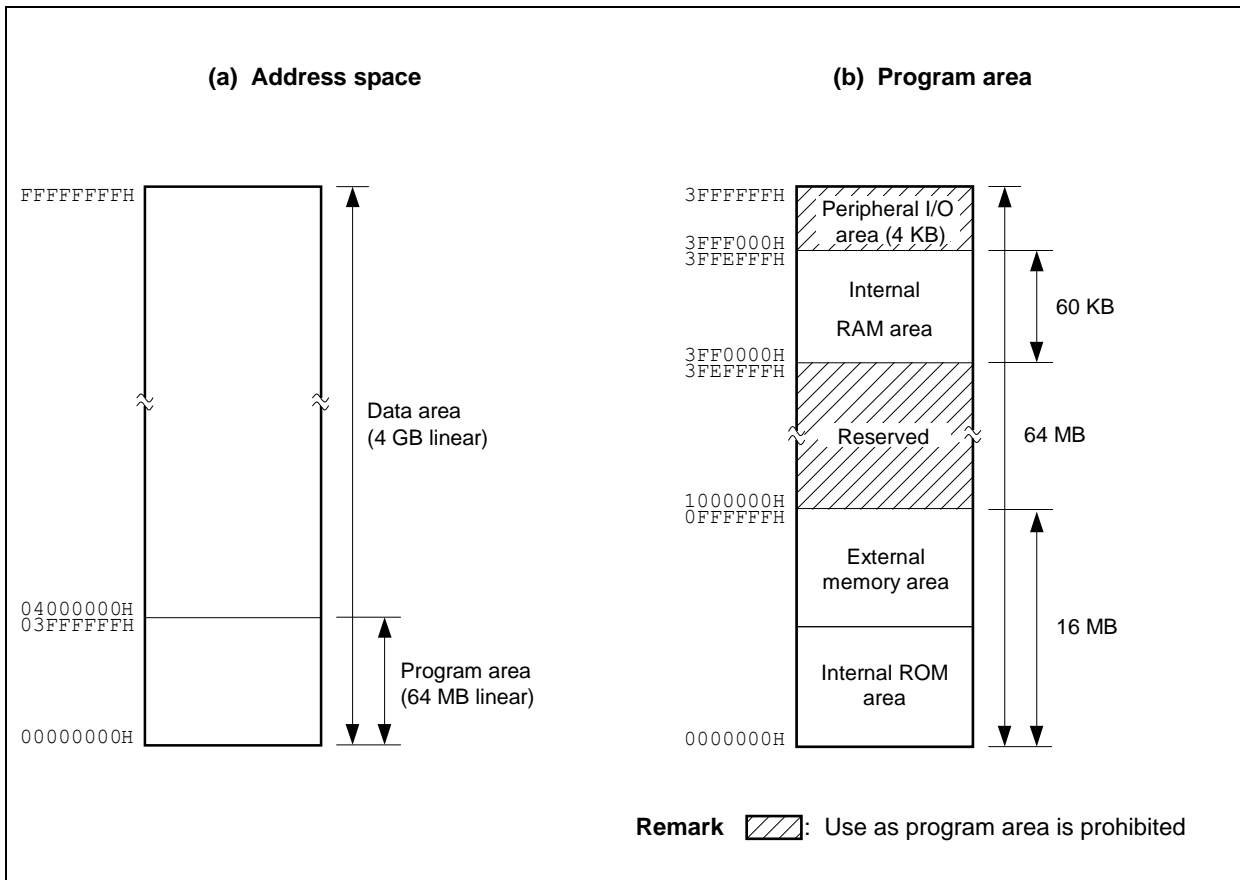 (a) Address space
FFFFFFFFH
Data area
(4 GB linear)
04000000H
03FFFFFFH
Program area
(64 MB linear)
00000000H
(b) Program area
3FFFFFFH
Peripheral I/O
area (4 KB)
3FFF000H
3FFEFFFH
Internal
RAM area
60 KB
3FF0000H
3FEFFFFH
Reserved
64 MB
1000000H
0FFFFFFH
External
memory area
16 MB
Internal ROM
area
0000000H
Remark : Use as program area is prohibited